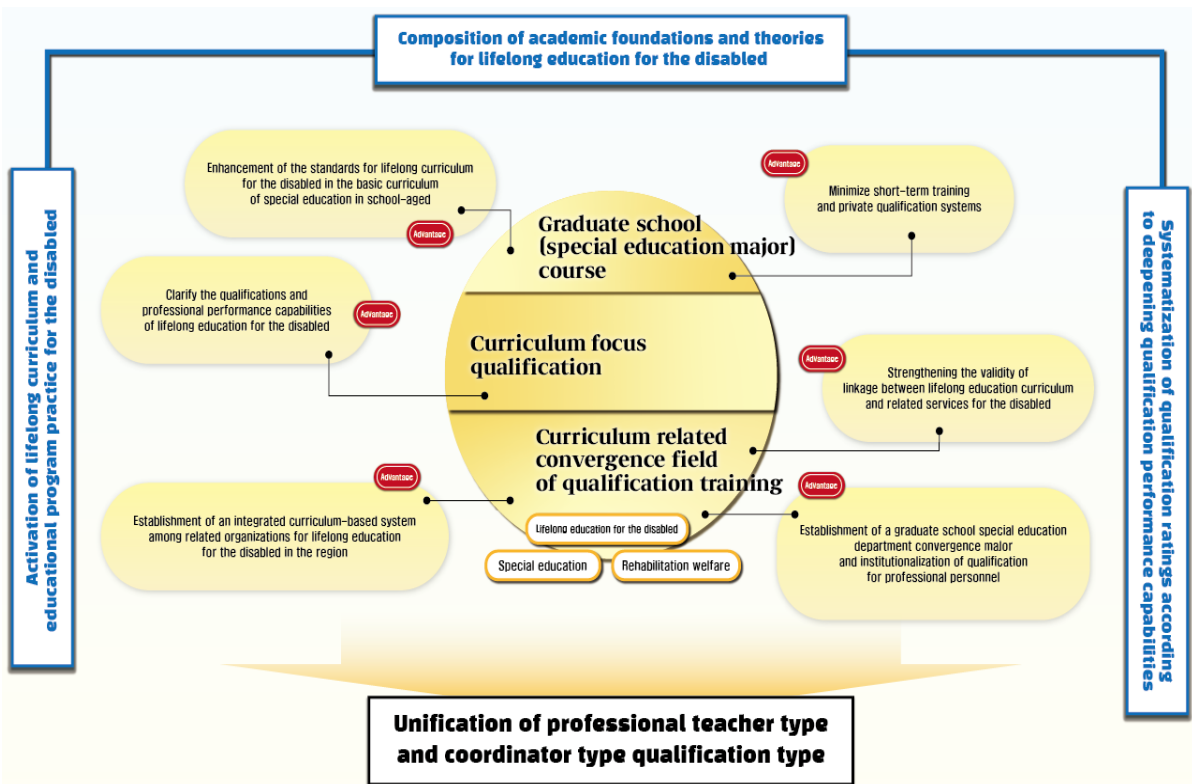 Composition of academic foundations and theories
for lifelong education for the disabled
Activation of lifelong curriculum and
educational program practice for the disabled
Systematization of qualification ratings according
to deepening qualification performance capabilities
Enhancement of the standards for lifelong curriculum
for the disabled in the basic curriculum
of special education in school-aged
Advantage
Advantage
Minimize short-term training
and private qualification systems
Graduate school
(special education major)
course
Clarify the qualifications and
professional performance capabilities
of lifelong education for the disabled
Advantage
Curriculum focus
qualification
Advantage
Strengthening the validity of
linkage between lifelong education curriculum
and related services for the disabled
Curriculum related
convergence field
of qualification training
Advantage
Establishment of an integrated curriculum-based system
among related organizations for lifelong education
for the disabled in the region
Advantage
Establishment of a graduate school special education
department convergence malor
and institutionalization of qualification
for professional personnel
Lifelong education for the disabled
Special education
Rehabilitation welfare
Unification of professional teacher type
and coordinator type qualification type